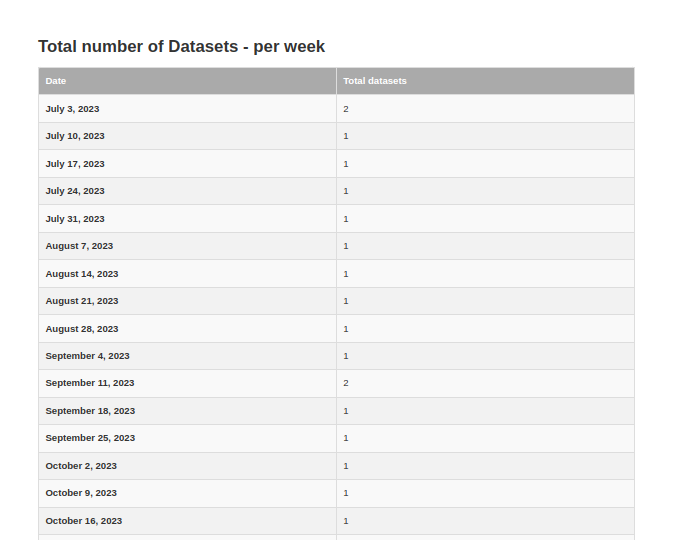 Total number of Datasets - per week
Date Total datasets
July 3, 2023 2
July 10, 2023 1
July 17, 2023 1
July 24, 2023 1
July 31, 2023 1
August 7, 2023 1
August 14, 2023 1
August 21, 2023 1
August 28, 2023 1
September 4, 2023 1
September 11, 2023 2
September 18, 2023 1
September 25, 2023 1
October 2, 2023 1
October 9, 2023 1
October 16, 2023 1